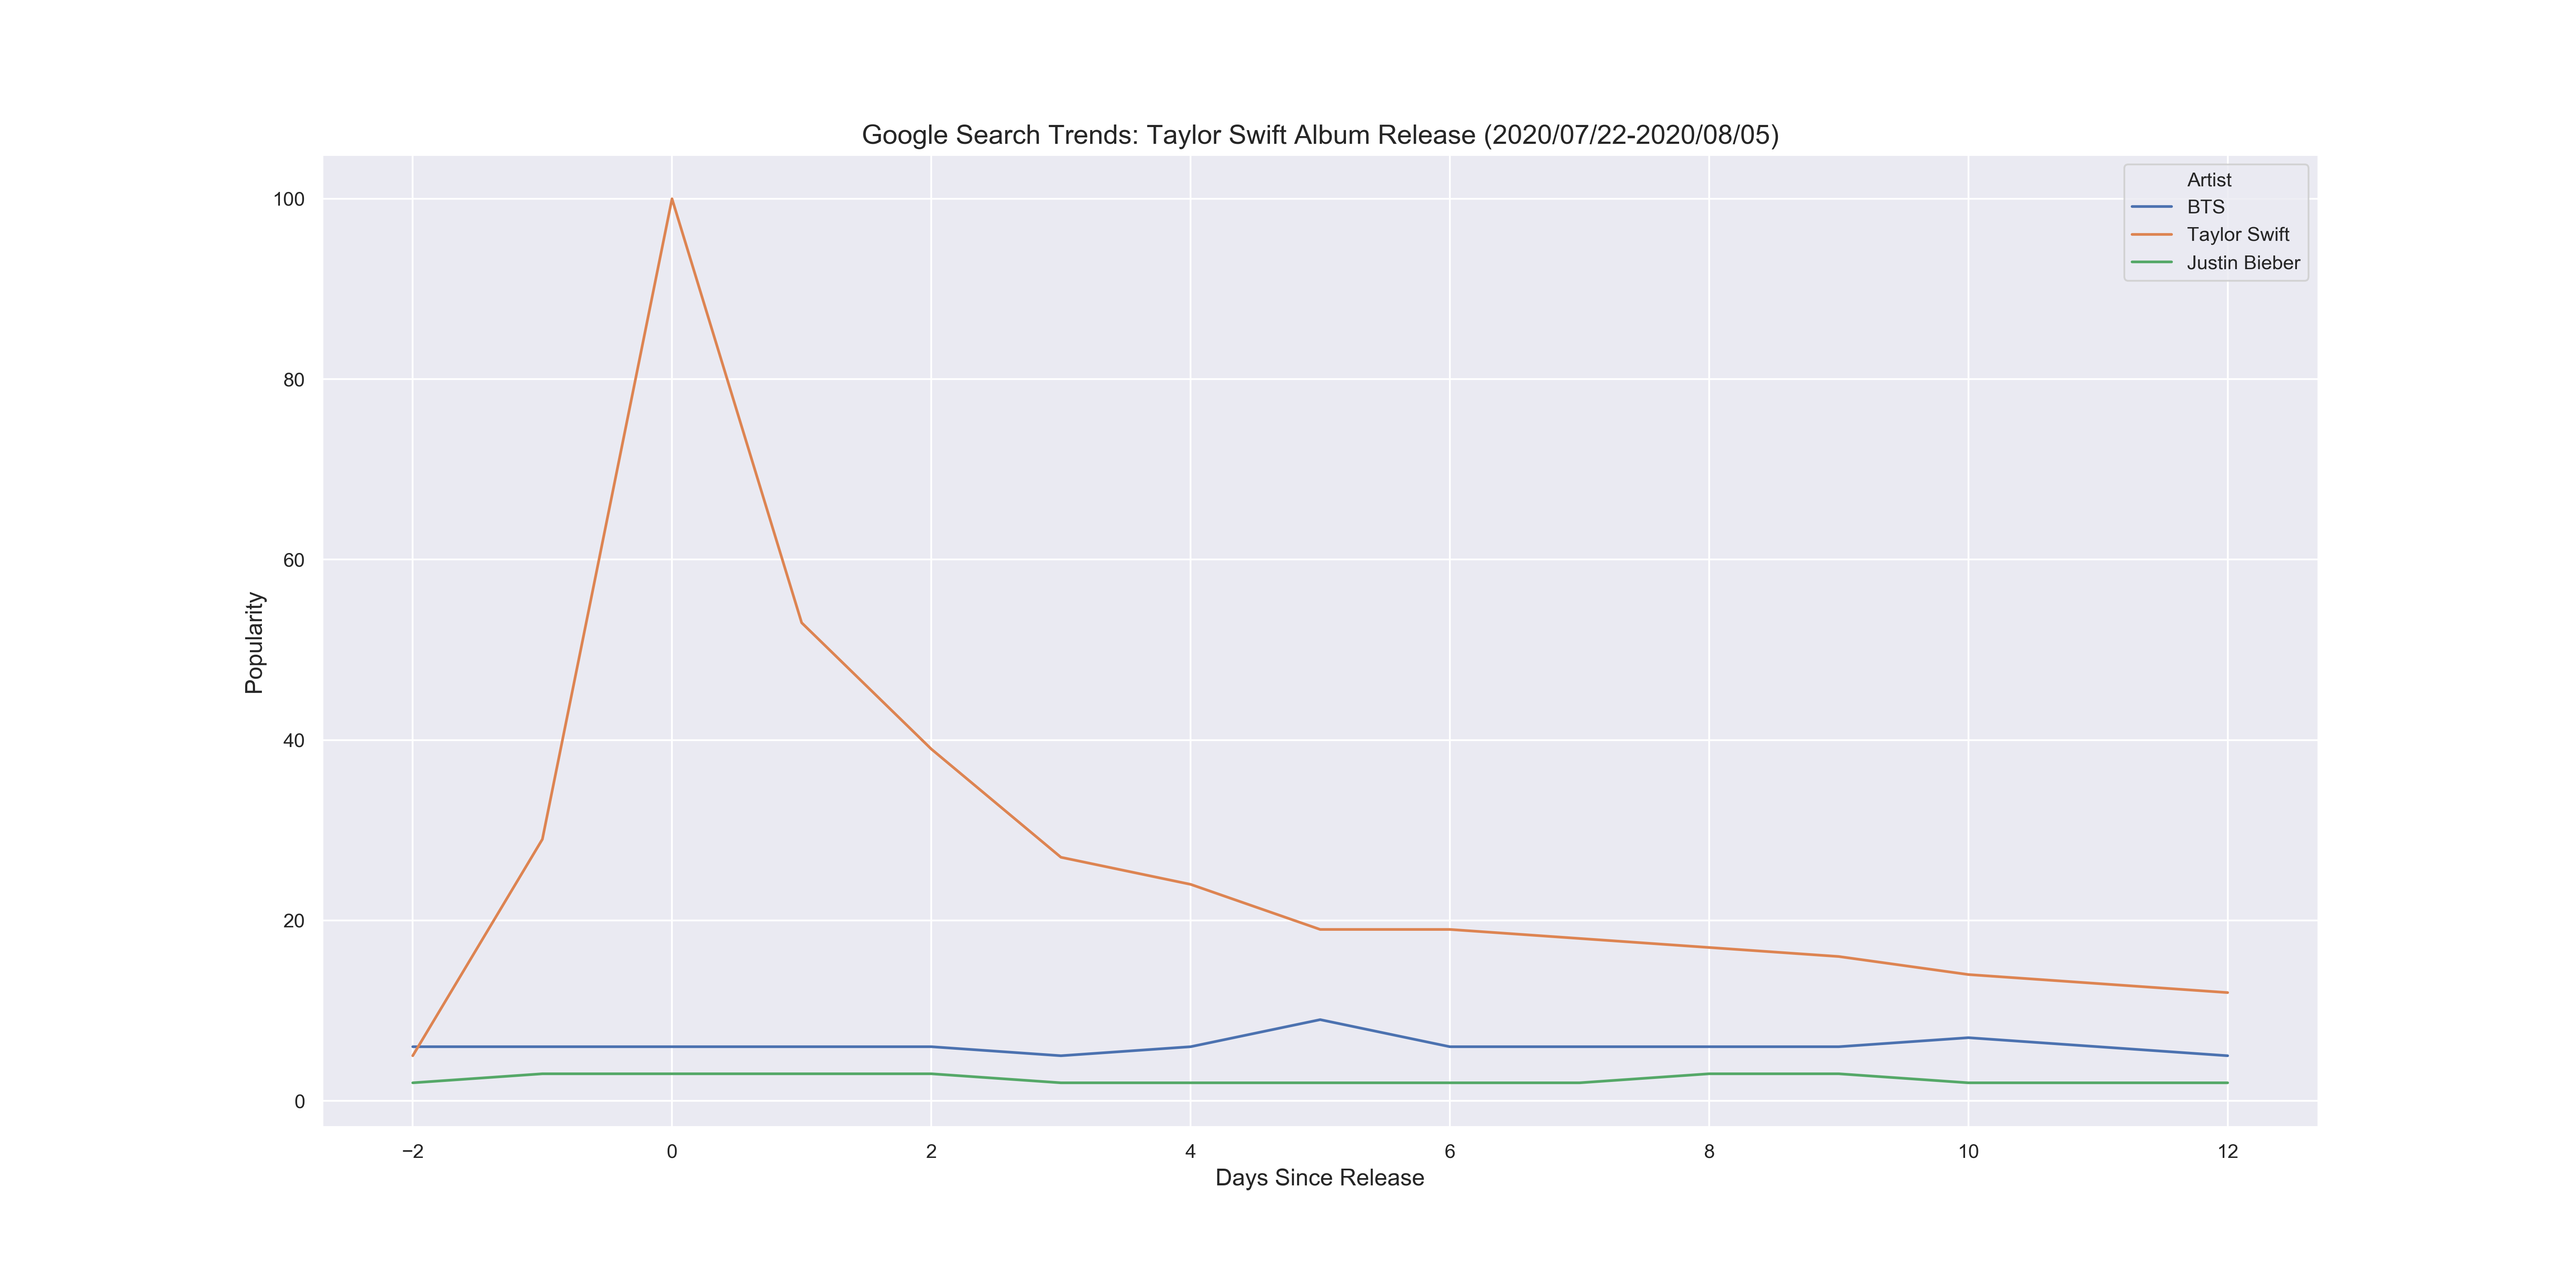 Google Search Trends: Taylor Swift Album Release (2020/07/22-2020/08/05)
Artist
BTS
Taylor Swift
Justin Bieber
Popularity
100
80
60
40
20
0
−2 0 2 4 6 8 10 12
Days Since Release